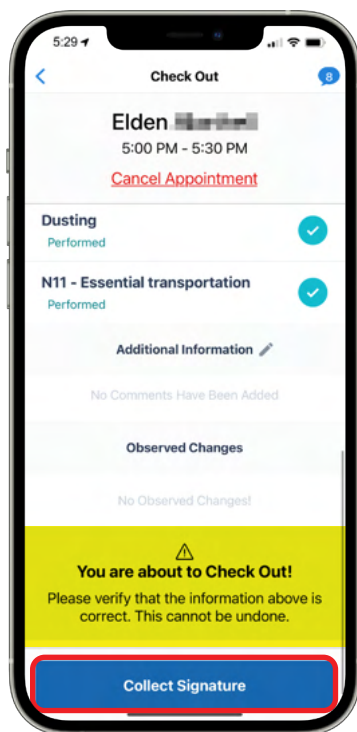 5:29
Check Out
8
Elden
5:00 PM - 5:30 PM
Cancel Appointment
Dusting
Performed
N11 - Essential transportation
Performed
Additional Information
No Comments Have Been Added
Observed Changes
No Observed Changes!
You are about to Check Out!
Please verify that the information above is
correct. This cannot be undone.
Collect Signature